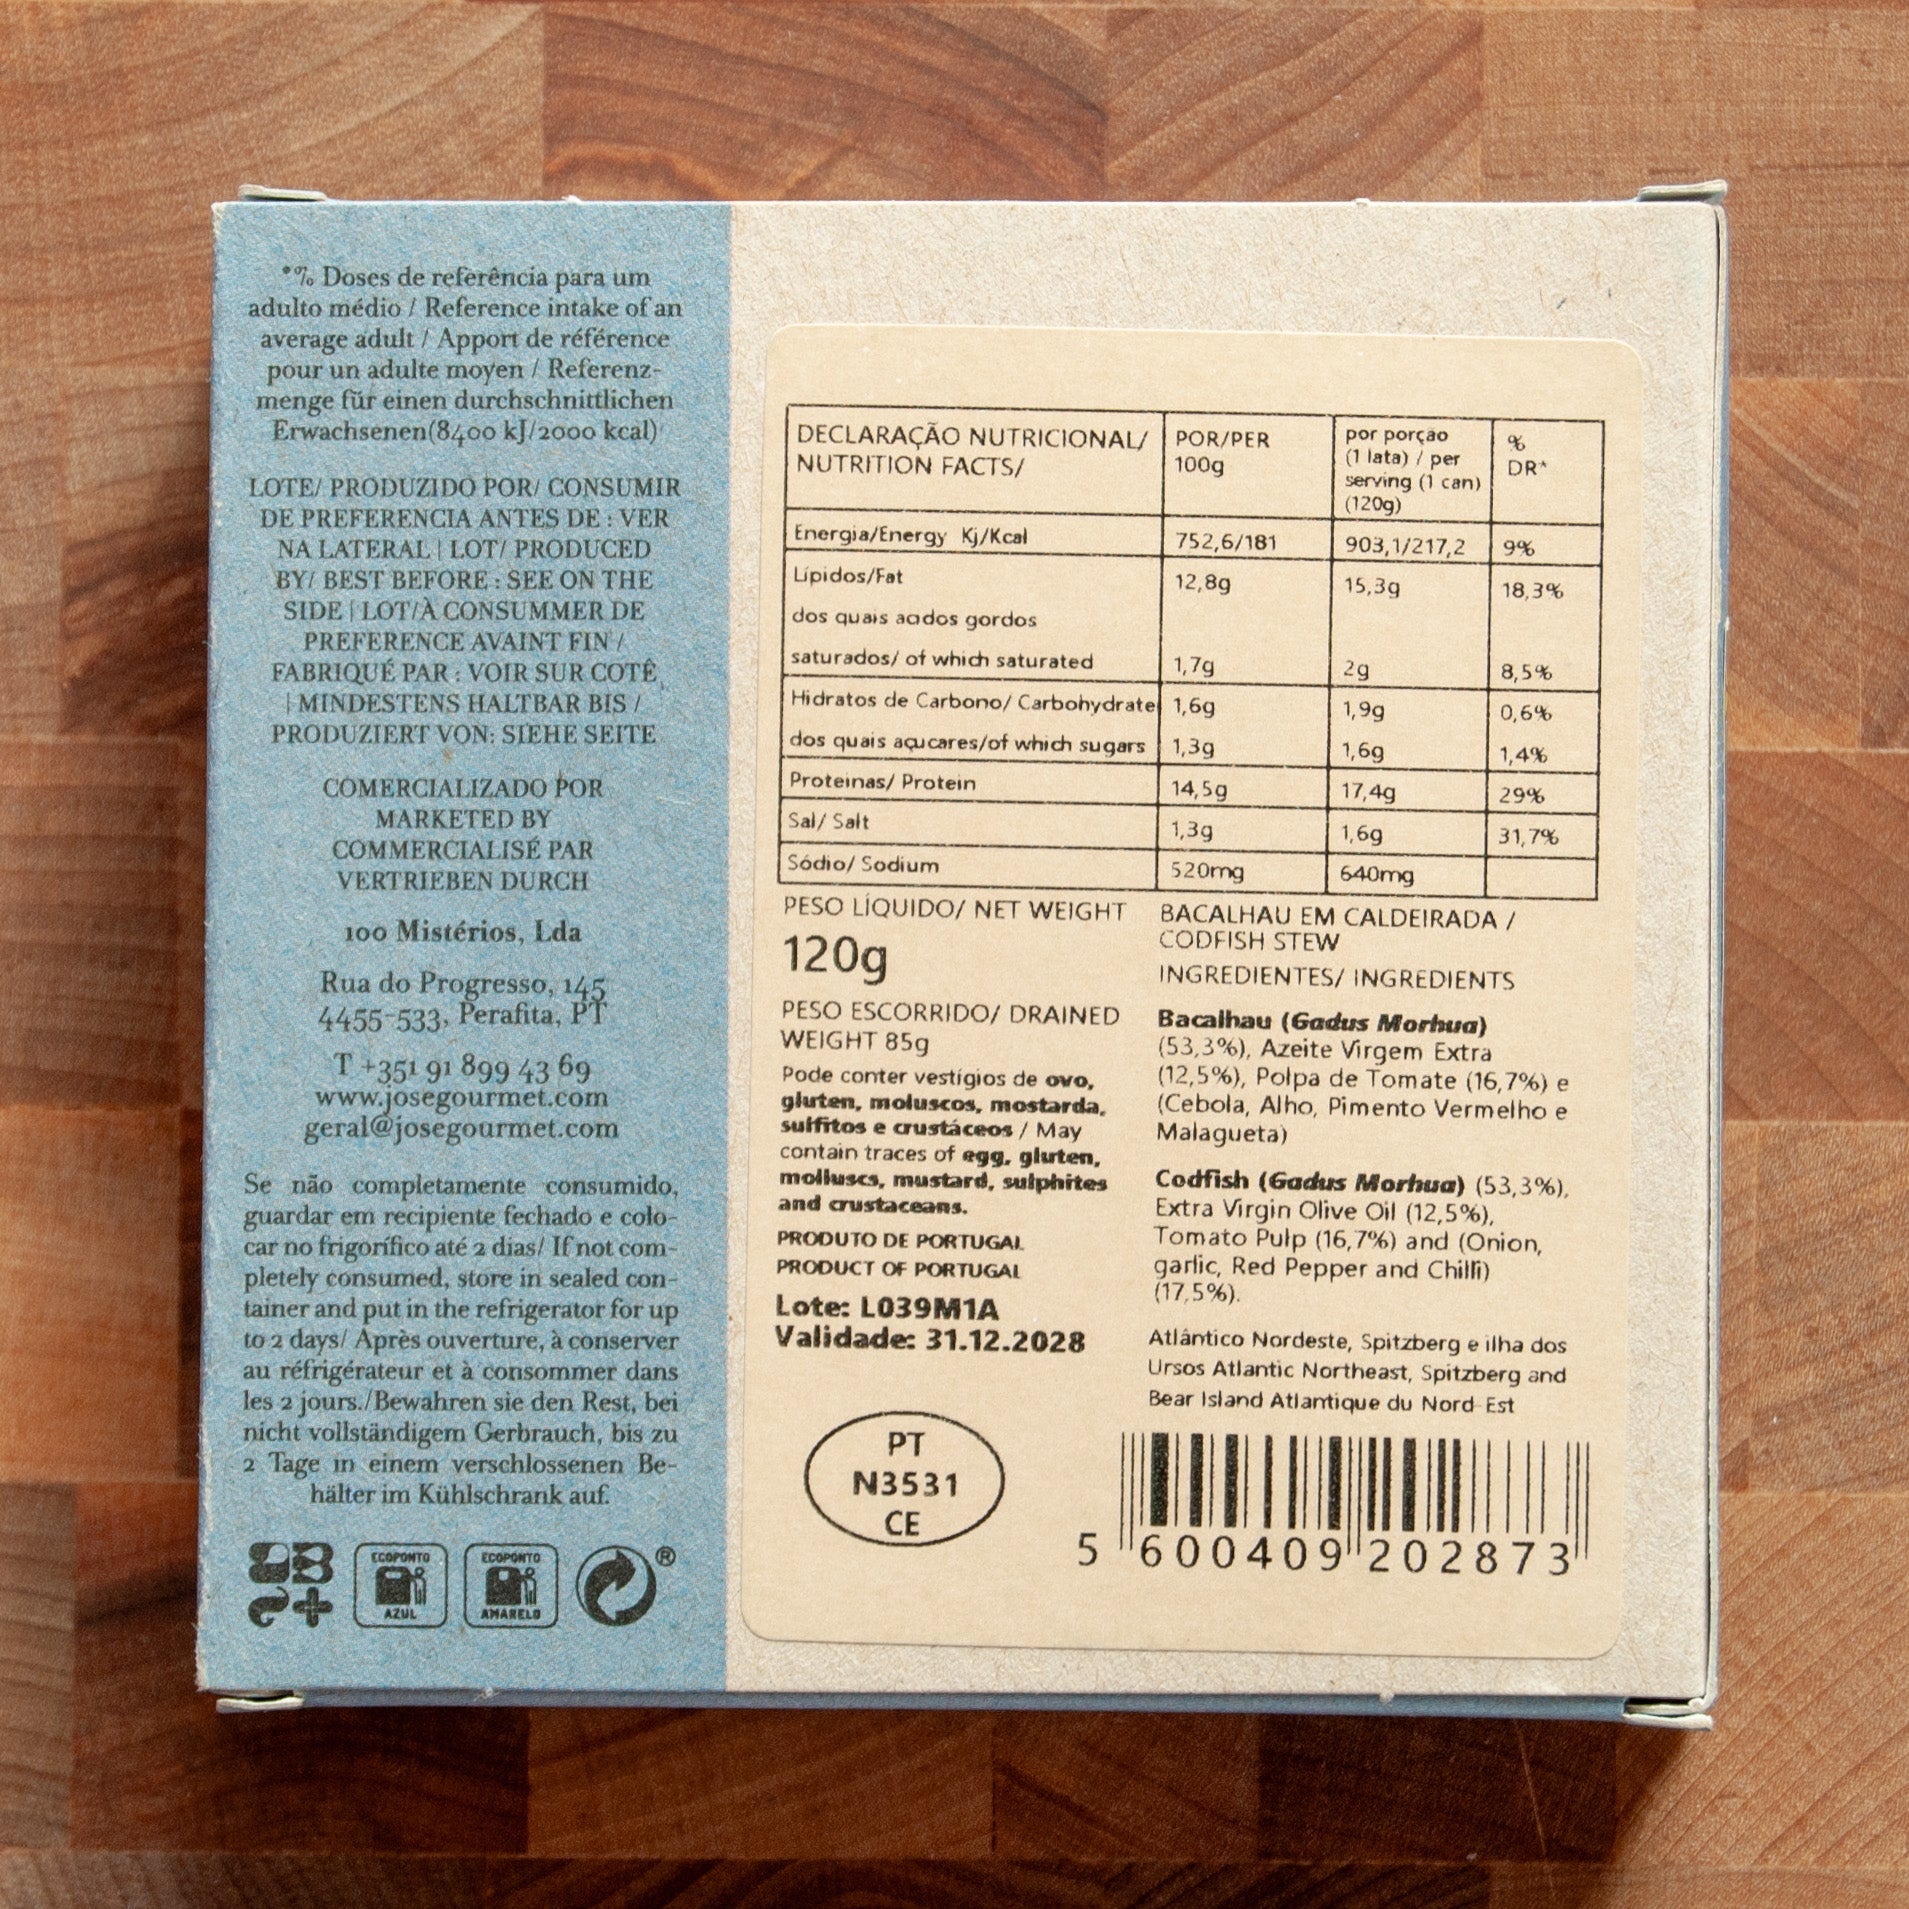 *% Doses de referência para um
adulto médio / Reference intake of an
average adult / Apport de référence
pour un adulte moyen / Referenz-
menge für einen durchschnittlichen
Erwachsenen(8400 kJ/2000 kcal)
LOTE/ PRODUZIDO POR/ CONSUMIR
DE PREFERENCIA ANTES DE : VER
NA LATERAL | LOT/ PRODUCED
BY/ BEST BEFORE : SEE ON THE
SIDE | LOT/À CONSUMMER DE
PREFERENCE AVAINT FIN /
FABRIQUÉ PAR : VOIR SUR COTÊ
| MINDESTENS HALTBAR BIS /
PRODUZIERT VON: SIEHE SEITE
COMERCIALIZADO POR
MARKETED BY
COMMERCIALISÉ PAR
VERTRIEBEN DURCH
100 Mistérios, Lda
Rua do Progresso, 145
4455-533, Perafita, PT
T +351 91 899 43 69
www.josegourmet.com
geral@josegourmet.com
Se não completamente consumido,
guardar em recipiente fechado e colo-
car no frigorífico até 2 dias/ If not com-
pletely consumed, store in sealed con-
tainer and put in the refrigerator for up
to 2 days/ Après ouverture, à conserver
au réfrigérateur et à consommer dans
les 2 jours./Bewahren sie den Rest, bei
nicht vollständigem Gerbrauch, bis zu
2 Tage in einem verschlossenen Be-
hälter im Kühlschrank auf.
ECOPONTO AZUL
ECOPONTO AMARELO
®
DECLARAÇÃO NUTRICIONAL/
NUTRITION FACTS/
POR/PER
100g
por porção
(1 lata) / per
serving (1 can)
(120g)
%
DR*
Energia/Energy Kj/Kcal 752,6/181 903,1/217,2 9%
Lípidos/Fat 12,8g 15,3g 18,3%
dos quais acidos gordos
saturados/ of which saturated 1,7g 2g 8,5%
Hidratos de Carbono/ Carbohydrate 1,6g 1,9g 0,6%
dos quais açucares/of which sugars 1,3g 1,6g 1,4%
Proteinas/ Protein 14,5g 17,4g 29%
Sal/ Salt 1,3g 1,6g 31,7%
Sódio/ Sodium 520mg 640mg
PESO LÍQUIDO/ NET WEIGHT
120g
PESO ESCORRIDO/ DRAINED
WEIGHT 85g
Pode conter vestígios de ovo,
gluten, moluscos, mostarda,
sulfitos e crustáceos / May
contain traces of egg, gluten,
molluscs, mustard, sulphites
and crustaceans.
PRODUTO DE PORTUGAL
PRODUCT OF PORTUGAL
Lote: L039M1A
Validade: 31.12.2028
PT
N3531
CE
BACALHAU EM CALDEIRADA /
CODFISH STEW
INGREDIENTES/ INGREDIENTS
Bacalhau (Gadus Morhua)
(53,3%), Azeite Virgem Extra
(12,5%), Polpa de Tomate (16,7%) e
(Cebola, Alho, Pimento Vermelho e
Malagueta)
Codfish (Gadus Morhua) (53,3%),
Extra Virgin Olive Oil (12,5%),
Tomato Pulp (16,7%) and (Onion,
garlic, Red Pepper and Chilli)
(17,5%).
Atlântico Nordeste, Spitzberg e ilha dos
Ursos Atlantic Northeast, Spitzberg and
Bear Island Atlantique du Nord-Est
5 600409 202873